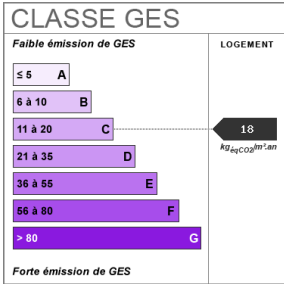 CLASSE GES
Faible émission de GES
LOGEMENT
≤ 5 A
6 à 10 B
11 à 20 C
18
kgéqCO2/m².an
21 à 35 D
36 à 55 E
56 à 80 F
> 80 G
Forte émission de GES